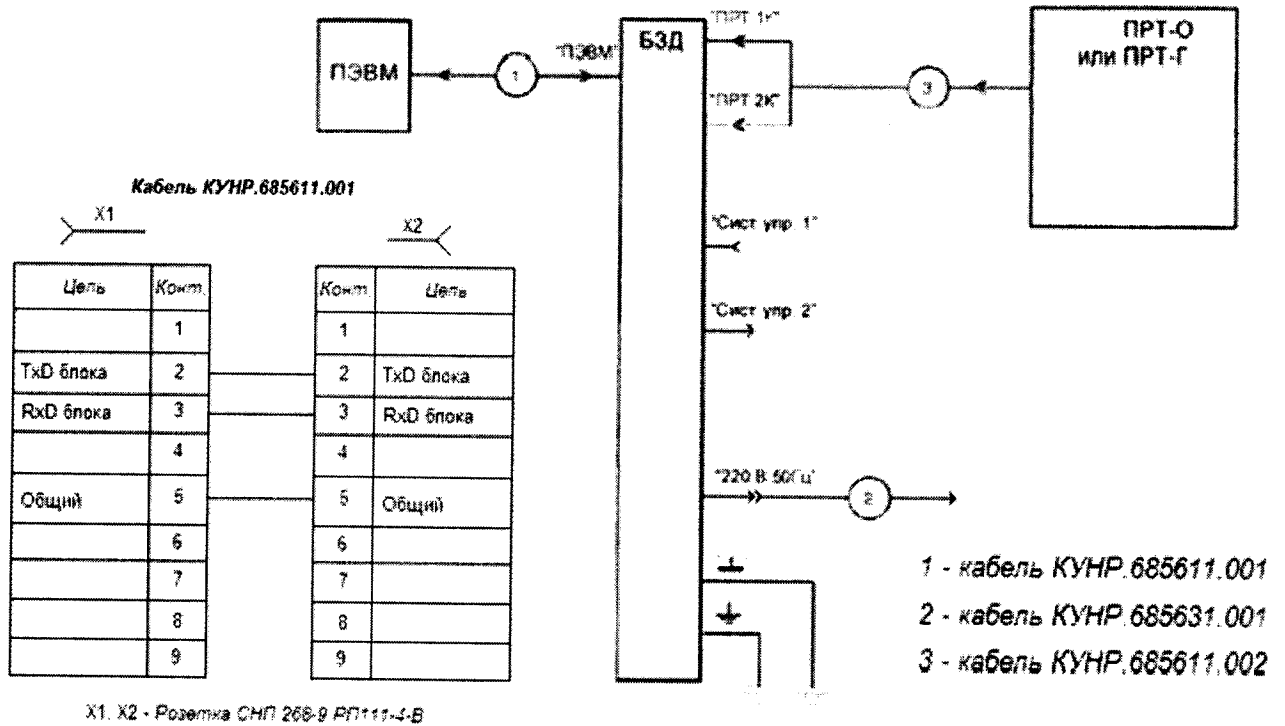 ПЭВМ
1
"ПЭВМ"
БЗД
"ПРТ 1К"
"ПРТ 2К"
3
ПРТ-О
или ПРТ-Г
Кабель КУНР.685611.001
X1
X2
Цепь Конт.
1
TxD блока 2
RxD блока 3
4
Общий 5
6
7
8
9
Конт Цепь
1
2 TxD блока
3 RxD блока
4
5 Общий
6
7
8
9
"Сист упр. 1"
"Сист упр. 2"
"220 В 50Гц"
2
1 - кабель КУНР.685611.001
2 - кабель КУНР.685631.001
3 - кабель КУНР.685611.002
X1, X2 - Розетка СНП 268-9 РП111-4-В